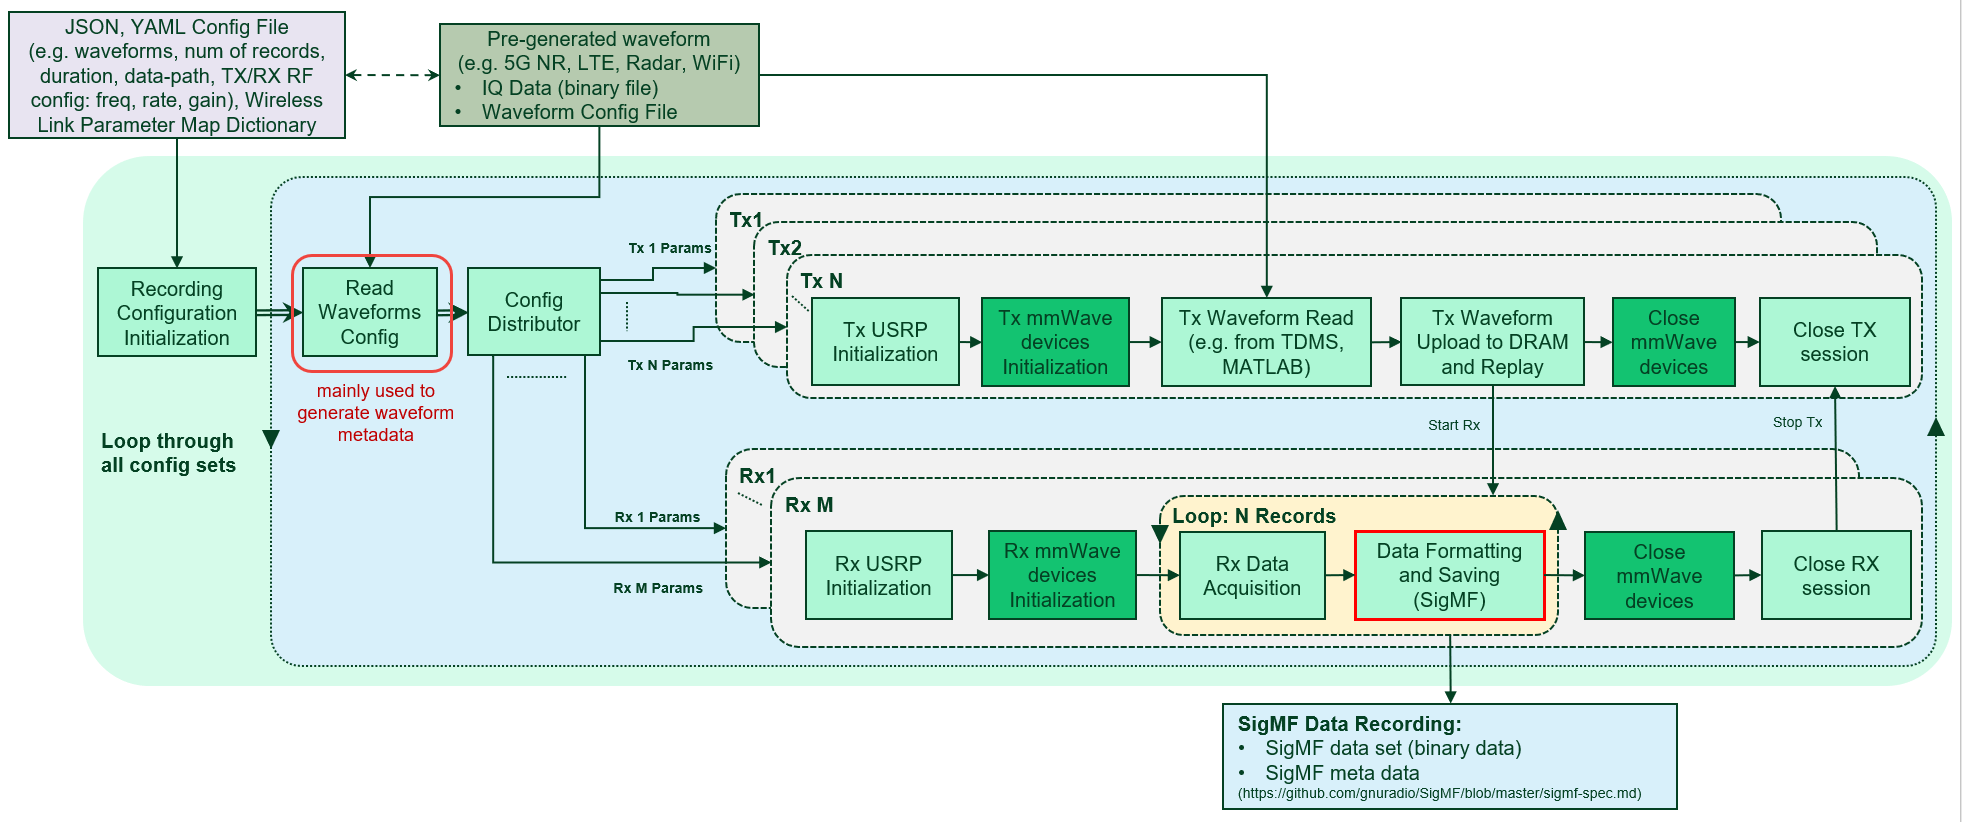 JSON, YAML Config File
(e.g. waveforms, num of records,
duration, data-path, TX/RX RF
config: freq, rate, gain), Wireless
Link Parameter Map Dictionary
Pre-generated waveform
(e.g. 5G NR, LTE, Radar, WiFi)
• IQ Data (binary file)
• Waveform Config File
Recording
Configuration
Initialization
Read
Waveforms
Config
mainly used to
generate waveform
metadata
Config
Distributor
Loop through
all config sets
Tx 1 Params
Tx N Params
Rx 1 Params
Rx M Params
Tx1
Tx2
Tx N
Tx USRP
Initialization
Tx mmWave
devices
Initialization
Tx Waveform Read
(e.g. from TDMS,
MATLAB)
Tx Waveform
Upload to DRAM
and Replay
Close
mmWave
devices
Close TX
session
Start Rx
Stop Tx
Rx1
Rx M
Rx USRP
Initialization
Rx mmWave
devices
Initialization
Loop: N Records
Rx Data
Acquisition
Data Formatting
and Saving
(SigMF)
Close
mmWave
devices
Close RX
session
SigMF Data Recording:
• SigMF data set (binary data)
• SigMF meta data
(https://github.com/gnuradio/SigMF/blob/master/sigmf-spec.md)